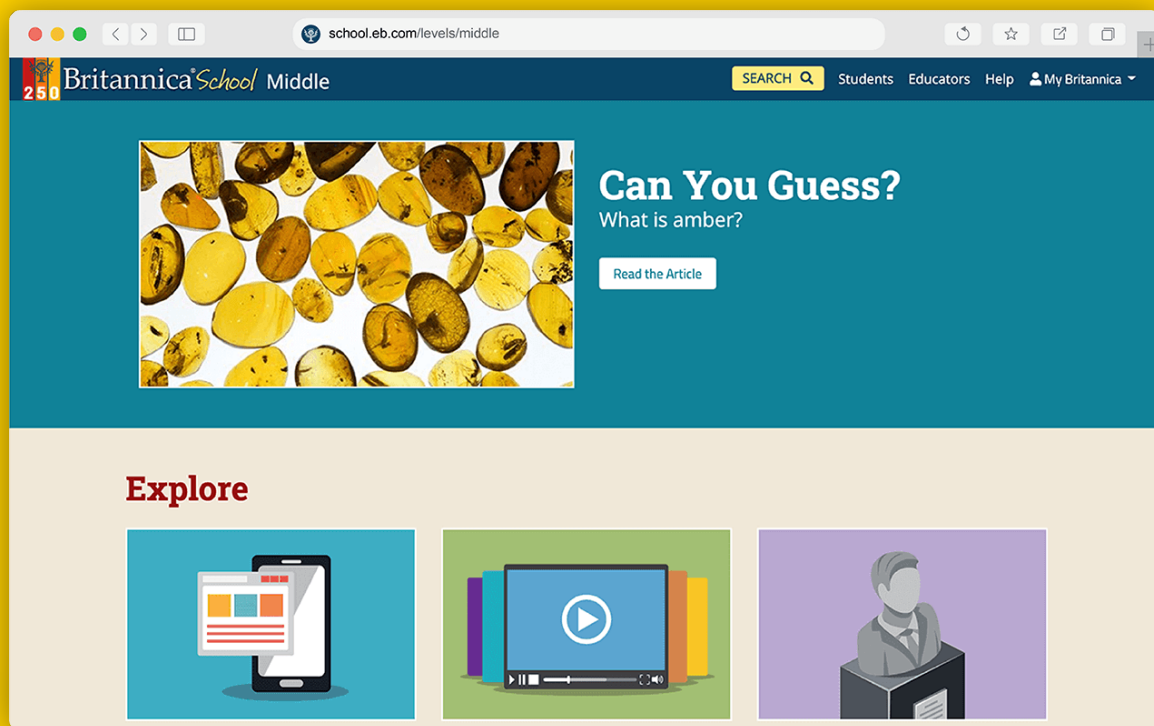 school.eb.com/levels/middle
250
Britannica® School Middle
SEARCH Students Educators Help My Britannica
Can You Guess?
What is amber?
Read the Article
Explore